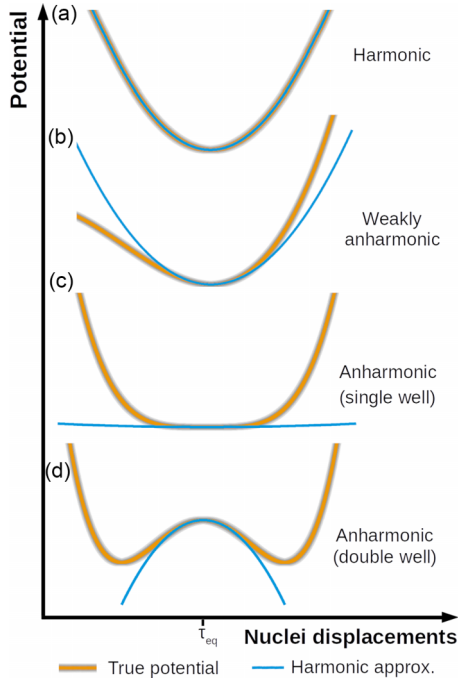 (a)
Potential
Harmonic
(b)
Weakly
anharmonic
(c)
Anharmonic
(single well)
(d)
Anharmonic
(double well)
τeq
Nuclei displacements
True potential
Harmonic approx.